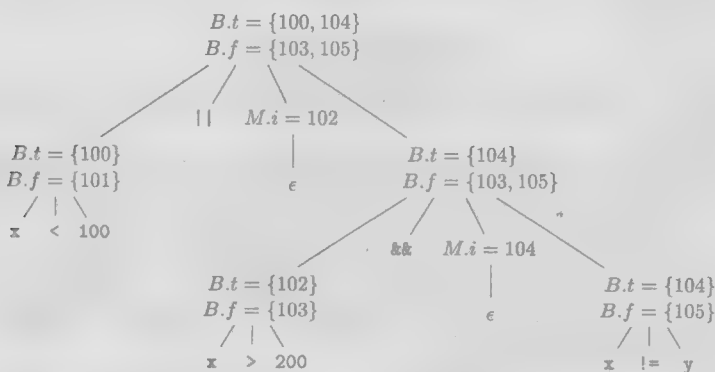 B.t = {100, 104}
B.f = {103, 105}
|| M.i = 102
B.t = {100}
B.f = {101}
ϵ
B.t = {104}
B.f = {103, 105}
x < 100
&& M.i = 104
B.t = {102}
B.f = {103}
ϵ
B.t = {104}
B.f = {105}
x > 200
x != y